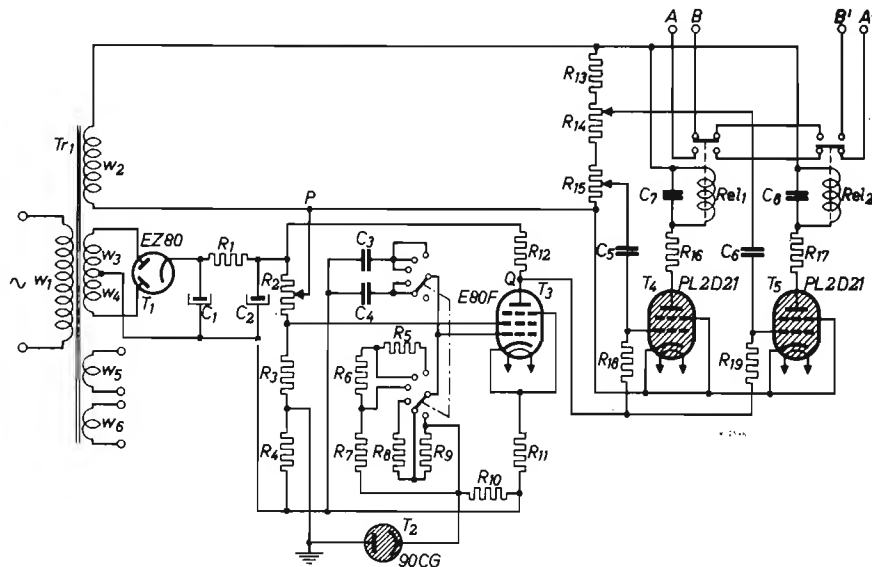 A B B' A'
R13
Tr1
R14
w2
P
R15
C7 Rel1 C8 Rel2
EZ80
R1
C3
R12
C5 R16 C6 R17
w3
w1
w4
R2
Q
T3
E80F
T4 PL2D21 T5 PL2D21
T1
C1 C2
C4
R5
R18 R19
w5
R3
R6
w6
R4
R7 R8 R9
R11
R10
T2
90CG